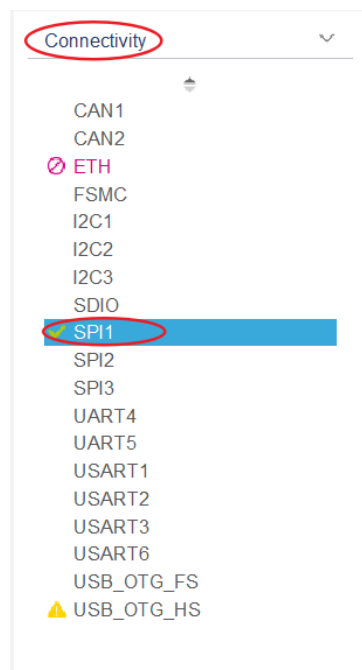 Connectivity
CAN1
CAN2
ETH
FSMC
I2C1
I2C2
I2C3
SDIO
SPI1
SPI2
SPI3
UART4
UART5
USART1
USART2
USART3
USART6
USB_OTG_FS
USB_OTG_HS